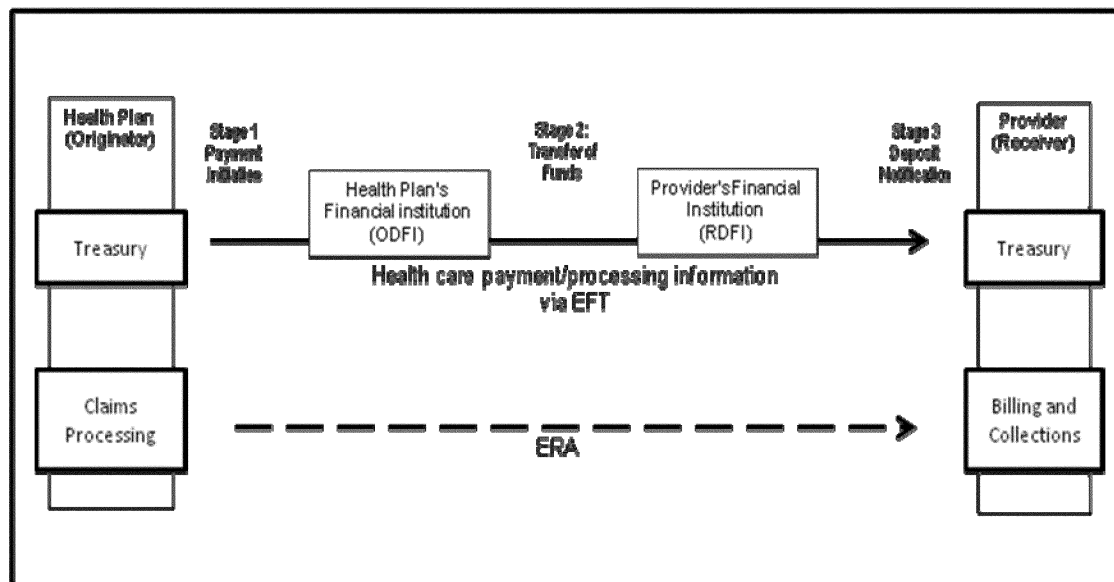 Health Plan
(Originator)
Stage 1
Payment
Initiation
Stage 2:
Transfer of
Funds
Stage 3
Deposit
Notification
Provider
(Receiver)
Health Plan's
Financial institution
(ODFI)
Provider's Financial
Institution
(RDFI)
Treasury
Treasury
Health care payment/processing information
via EFT
Claims
Processing
ERA
Billing and
Collections